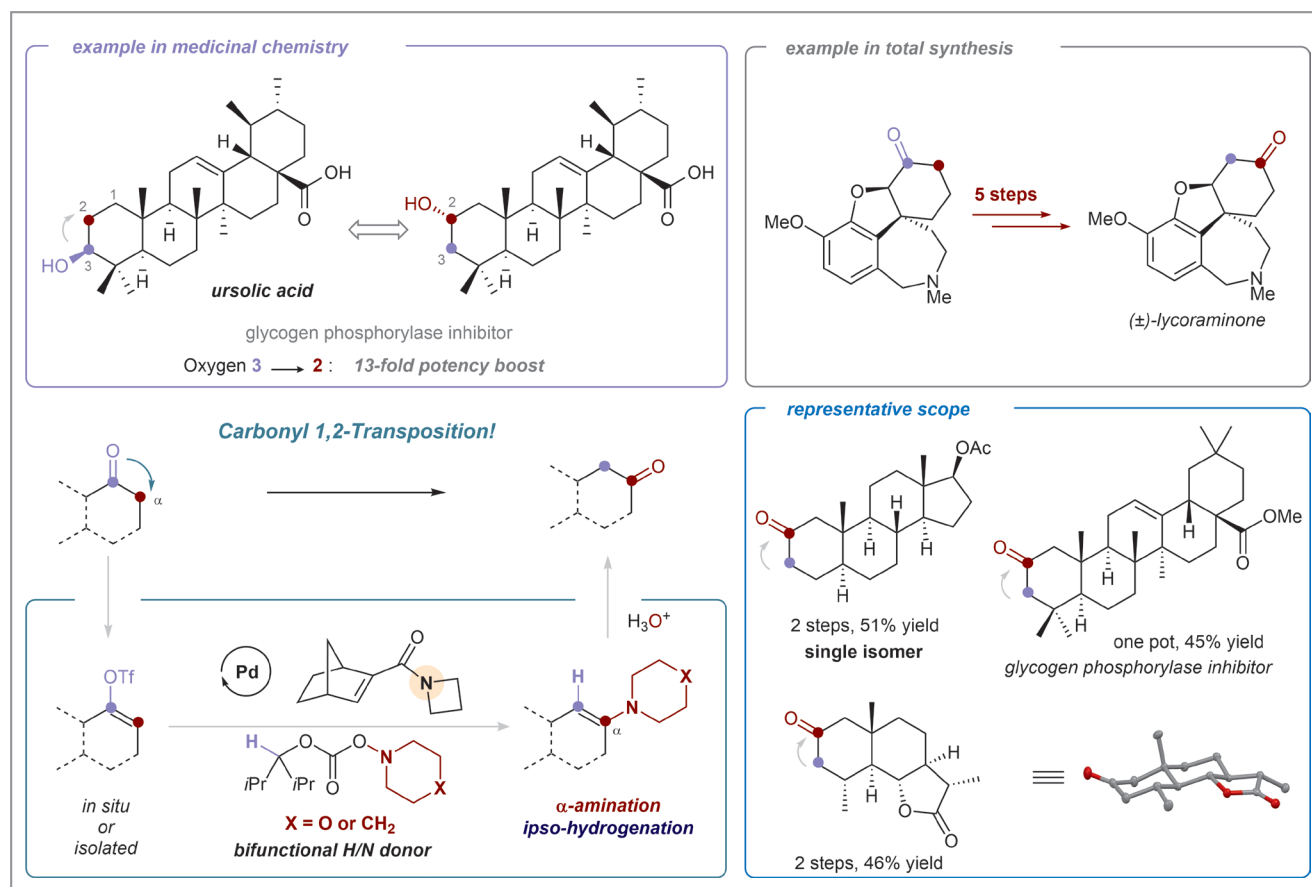 example in medicinal chemistry
H
OH
O
1
2
3
H
HO
H
ursolic acid
H
OH
O
HO
2
3
H
H
glycogen phosphorylase inhibitor
Oxygen 3 → 2 : 13-fold potency boost
example in total synthesis
O
O
MeO
N
Me
5 steps
O
O
MeO
N
Me
(±)-lycoraminone
Carbonyl 1,2-Transposition!
O
α
O
H3O+
OTf
in situ
or
isolated
Pd
O
N
H
O
O
O
N
X
iPr
iPr
X = O or CH2
bifunctional H/N donor
H
N
X
α
α-amination
ipso-hydrogenation
representative scope
OAc
O
H
H
H
H
2 steps, 51% yield
single isomer
O
H
H
H
OMe
O
one pot, 45% yield
glycogen phosphorylase inhibitor
O
H
H
O
O
2 steps, 46% yield